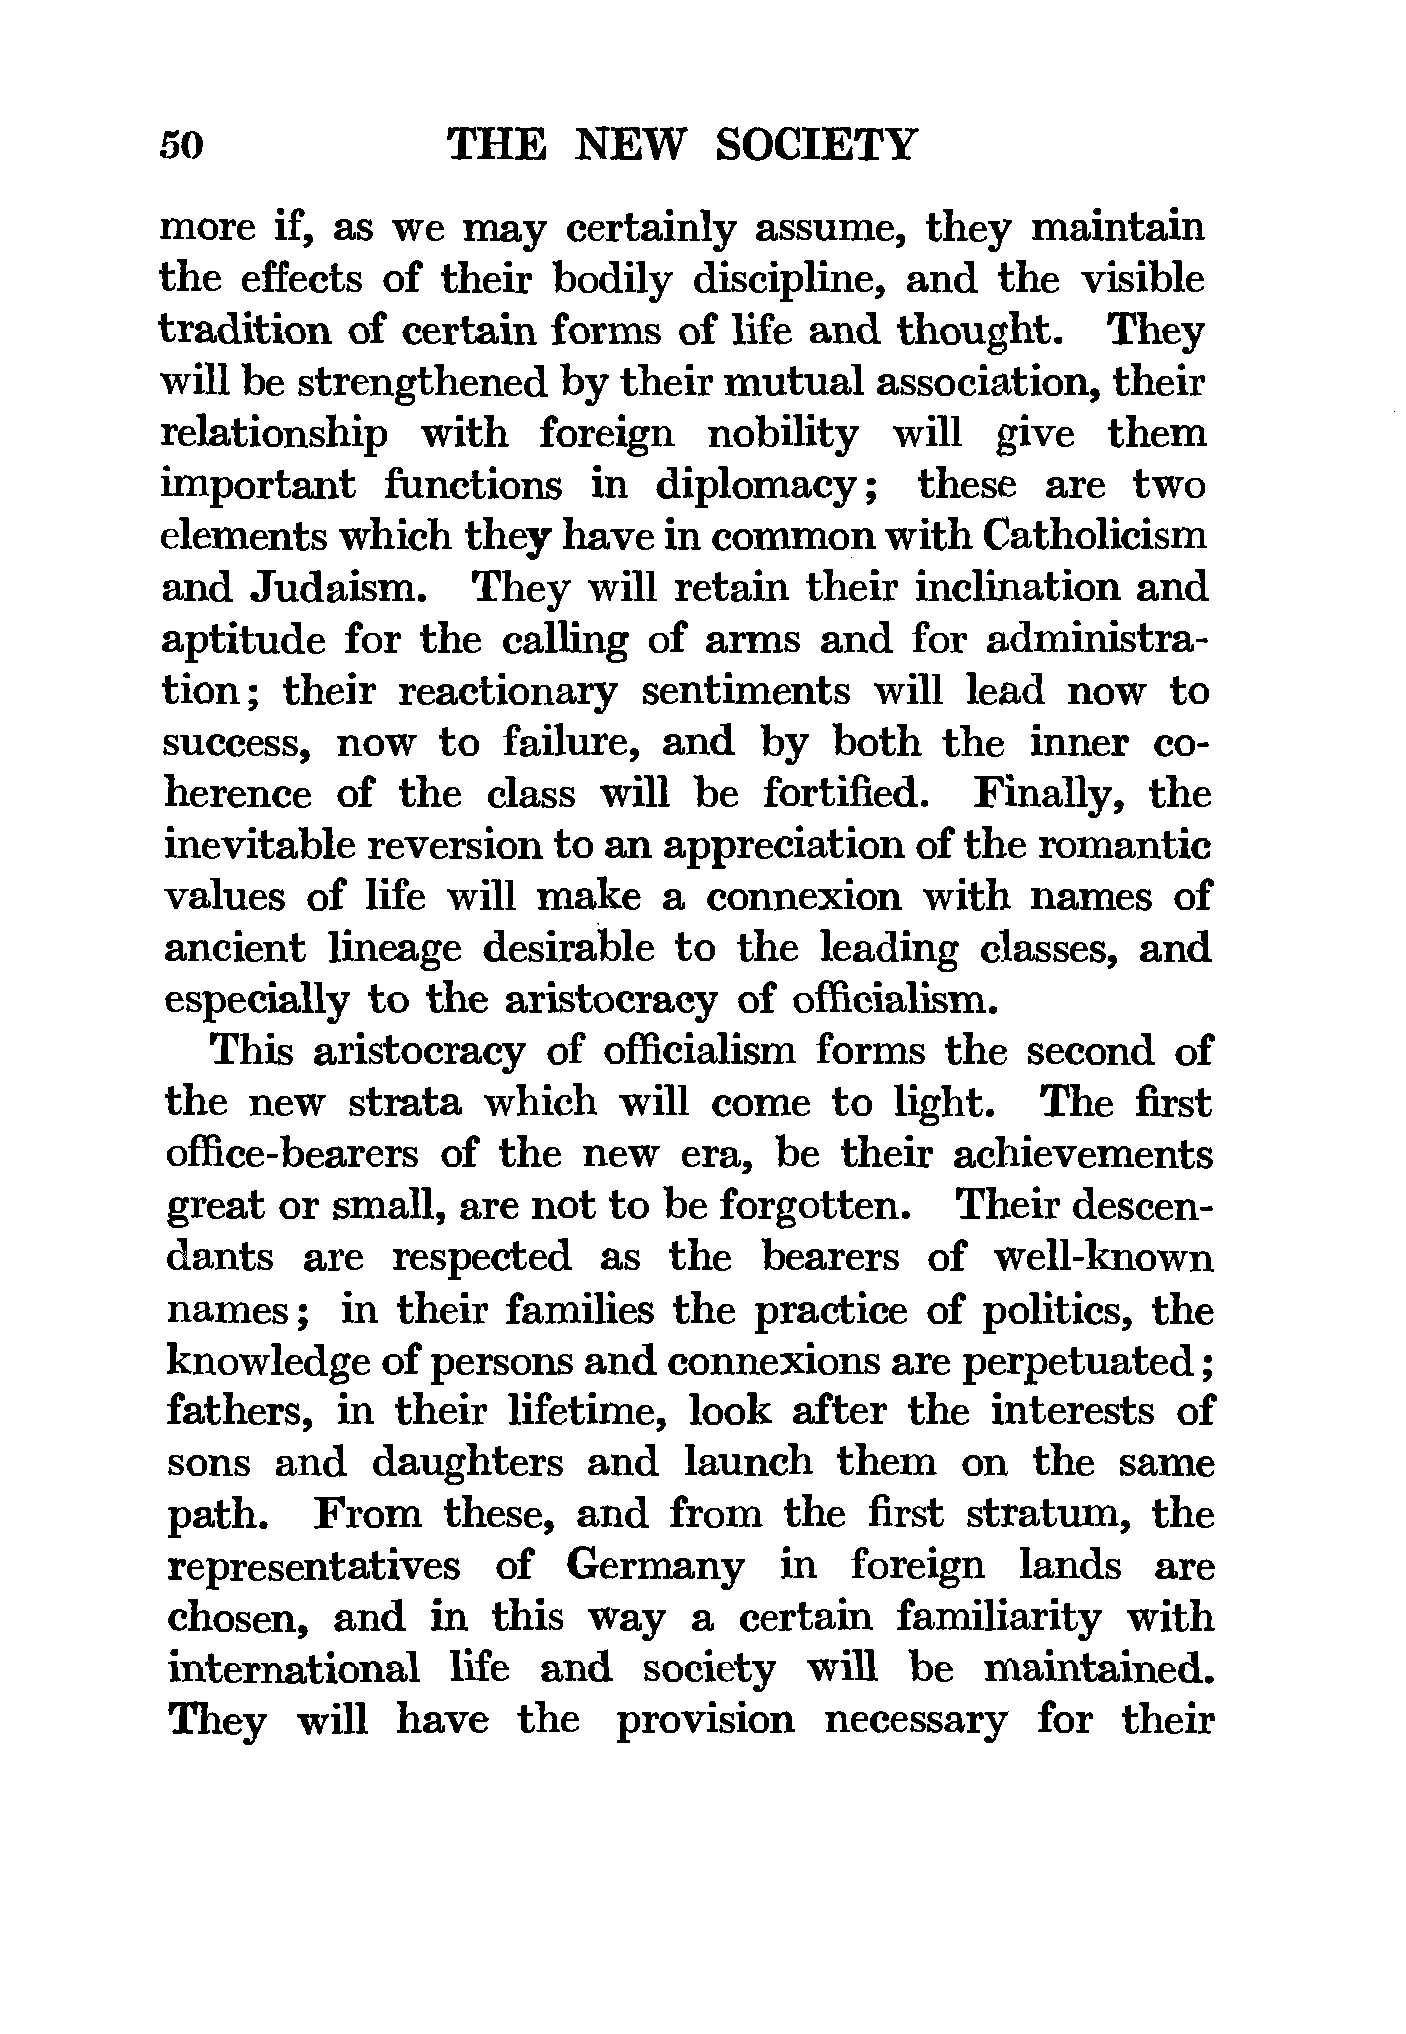 50 THE NEW SOCIETY
more if, as we may certainly assume, they maintain
the effects of their bodily discipline, and the visible
tradition of certain forms of life and thought. They
will be strengthened by their mutual association, their
relationship with foreign nobility will give them
important functions in diplomacy; these are two
elements which they have in common with Catholicism
and Judaism. They will retain their inclination and
aptitude for the calling of arms and for administra-
tion; their reactionary sentiments will lead now to
success, now to failure, and by both the inner co-
herence of the class will be fortified. Finally, the
inevitable reversion to an appreciation of the romantic
values of life will make a connexion with names of
ancient lineage desirable to the leading classes, and
especially to the aristocracy of officialism.
This aristocracy of officialism forms the second of
the new strata which will come to light. The first
office-bearers of the new era, be their achievements
great or small, are not to be forgotten. Their descen-
dants are respected as the bearers of well-known
names; in their families the practice of politics, the
knowledge of persons and connexions are perpetuated;
fathers, in their lifetime, look after the interests of
sons and daughters and launch them on the same
path. From these, and from the first stratum, the
representatives of Germany in foreign lands are
chosen, and in this way a certain familiarity with
international life and society will be maintained.
They will have the provision necessary for their